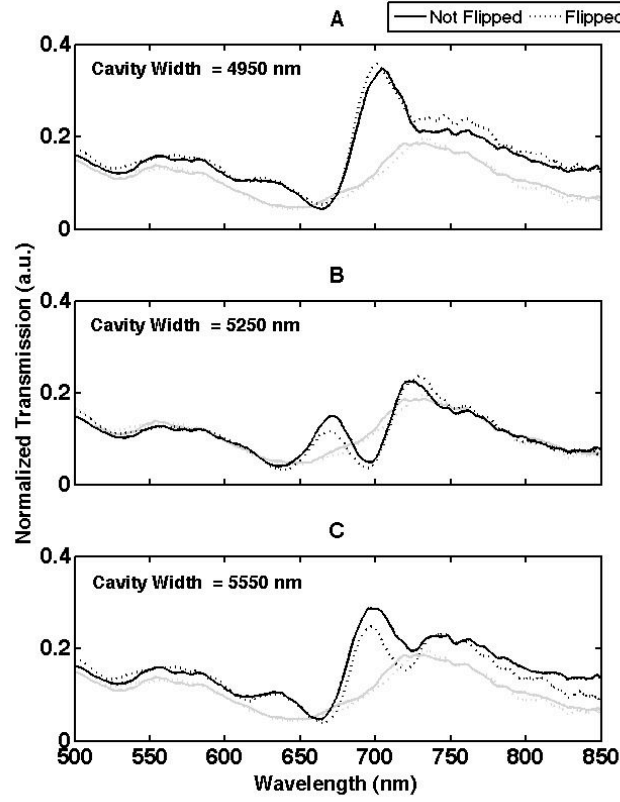 A
Not Flipped
Flipped
0.4
Cavity Width = 4950 nm
0.2
0
B
0.4
Cavity Width = 5250 nm
0.2
0
C
0.4
Cavity Width = 5550 nm
0.2
0
500 550 600 650 700 750 800 850
Wavelength (nm)
Normalized Transmission (a.u.)